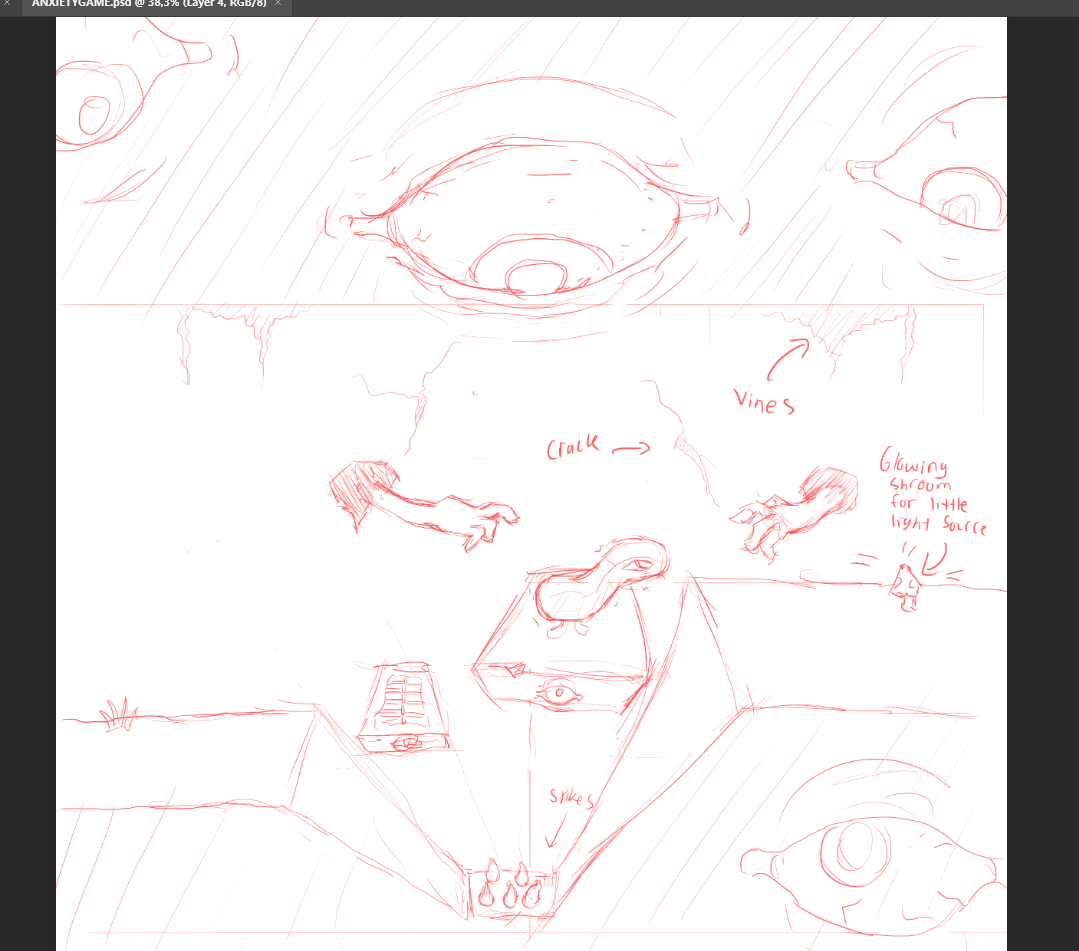 ANXIETYGAME.psd @ 38,3% (Layer 4, RGB/8)
Vines
Crack
Glowing
shroom
for little
light source
spikes